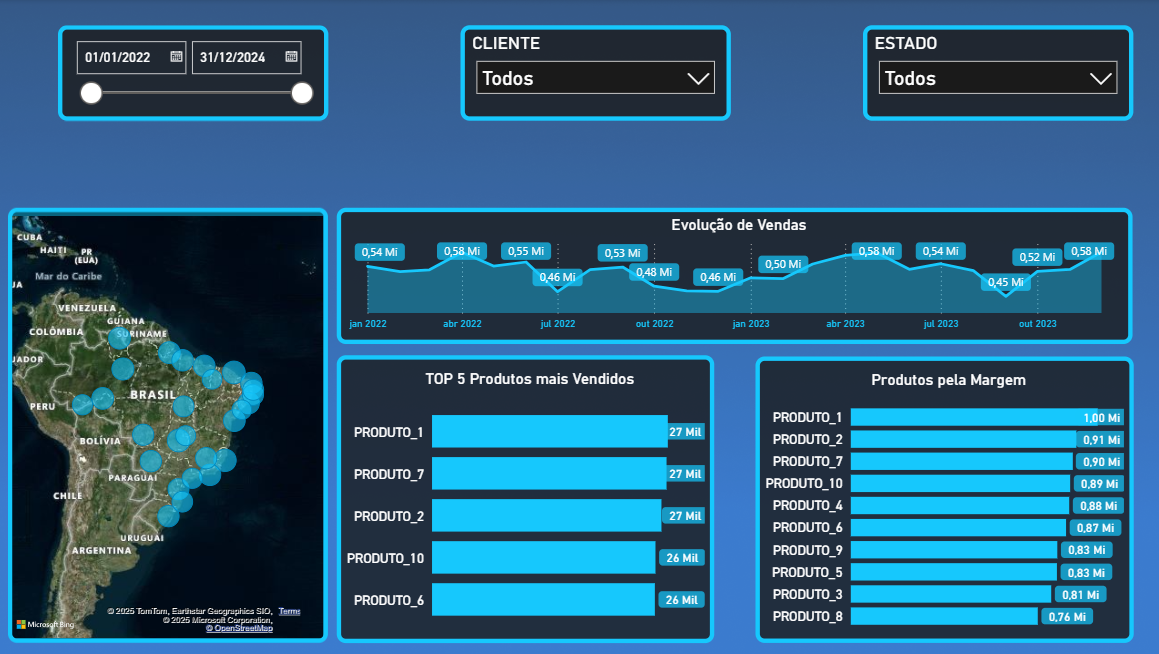 01/01/2022
31/12/2024
CLIENTE
Todos
ESTADO
Todos
CUBA
HAITI
PR
(EUA)
Mar do Caribe
UA
VENEZUELA
GUIANA
COLÔMBIA
SURINAME
UADOR
BRASIL
PERU
BOLÍVIA
PARAGUAI
CHILE
URUGUAI
ARGENTINA
© 2025 TomTom, Earthstar Geographics SIO, Terms
© 2025 Microsoft Corporation,
Microsoft Bing
© OpenStreetMap
Evolução de Vendas
0,54 Mi
0,58 Mi
0,55 Mi
0,46 Mi
0,53 Mi
0,48 Mi
0,46 Mi
0,50 Mi
0,58 Mi
0,54 Mi
0,45 Mi
0,52 Mi
0,58 Mi
jan 2022
abr 2022
jul 2022
out 2022
jan 2023
abr 2023
jul 2023
out 2023
TOP 5 Produtos mais Vendidos
PRODUTO_1 27 Mil
PRODUTO_7 27 Mil
PRODUTO_2 27 Mil
PRODUTO_10 26 Mil
PRODUTO_6 26 Mil
Produtos pela Margem
PRODUTO_1 1,00 Mi
PRODUTO_2 0,91 Mi
PRODUTO_7 0,90 Mi
PRODUTO_10 0,89 Mi
PRODUTO_4 0,88 Mi
PRODUTO_6 0,87 Mi
PRODUTO_9 0,83 Mi
PRODUTO_5 0,83 Mi
PRODUTO_3 0,81 Mi
PRODUTO_8 0,76 Mi